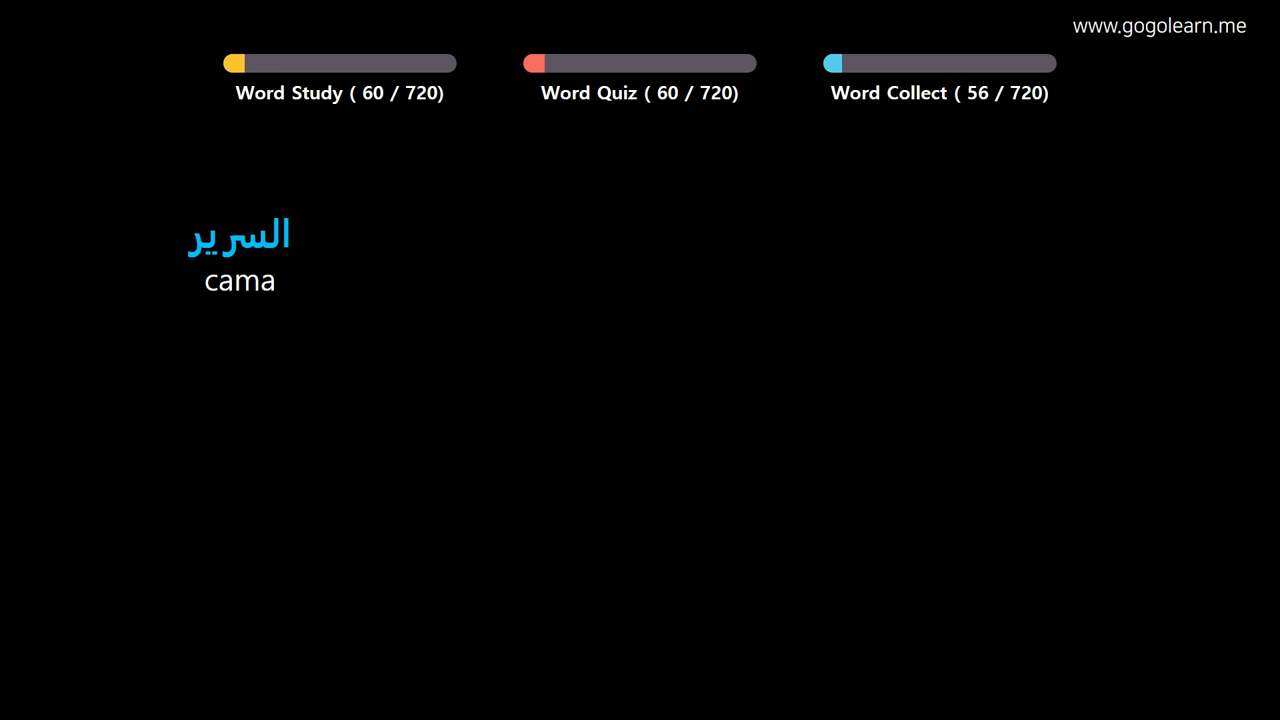 www.gogolearn.me
Word Study ( 60 / 720)
Word Quiz ( 60 / 720)
Word Collect ( 56 / 720)
السرير
cama